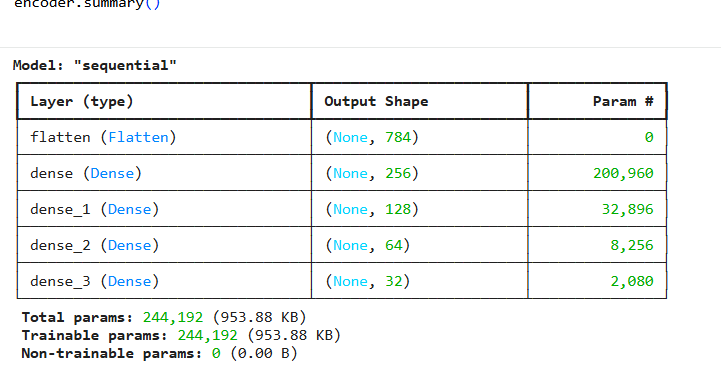 encoder.summary()
Model: "sequential"
Layer (type) Output Shape Param #
flatten (Flatten) (None, 784) 0
dense (Dense) (None, 256) 200,960
dense_1 (Dense) (None, 128) 32,896
dense_2 (Dense) (None, 64) 8,256
dense_3 (Dense) (None, 32) 2,080
Total params: 244,192 (953.88 KB)
Trainable params: 244,192 (953.88 KB)
Non-trainable params: 0 (0.00 B)